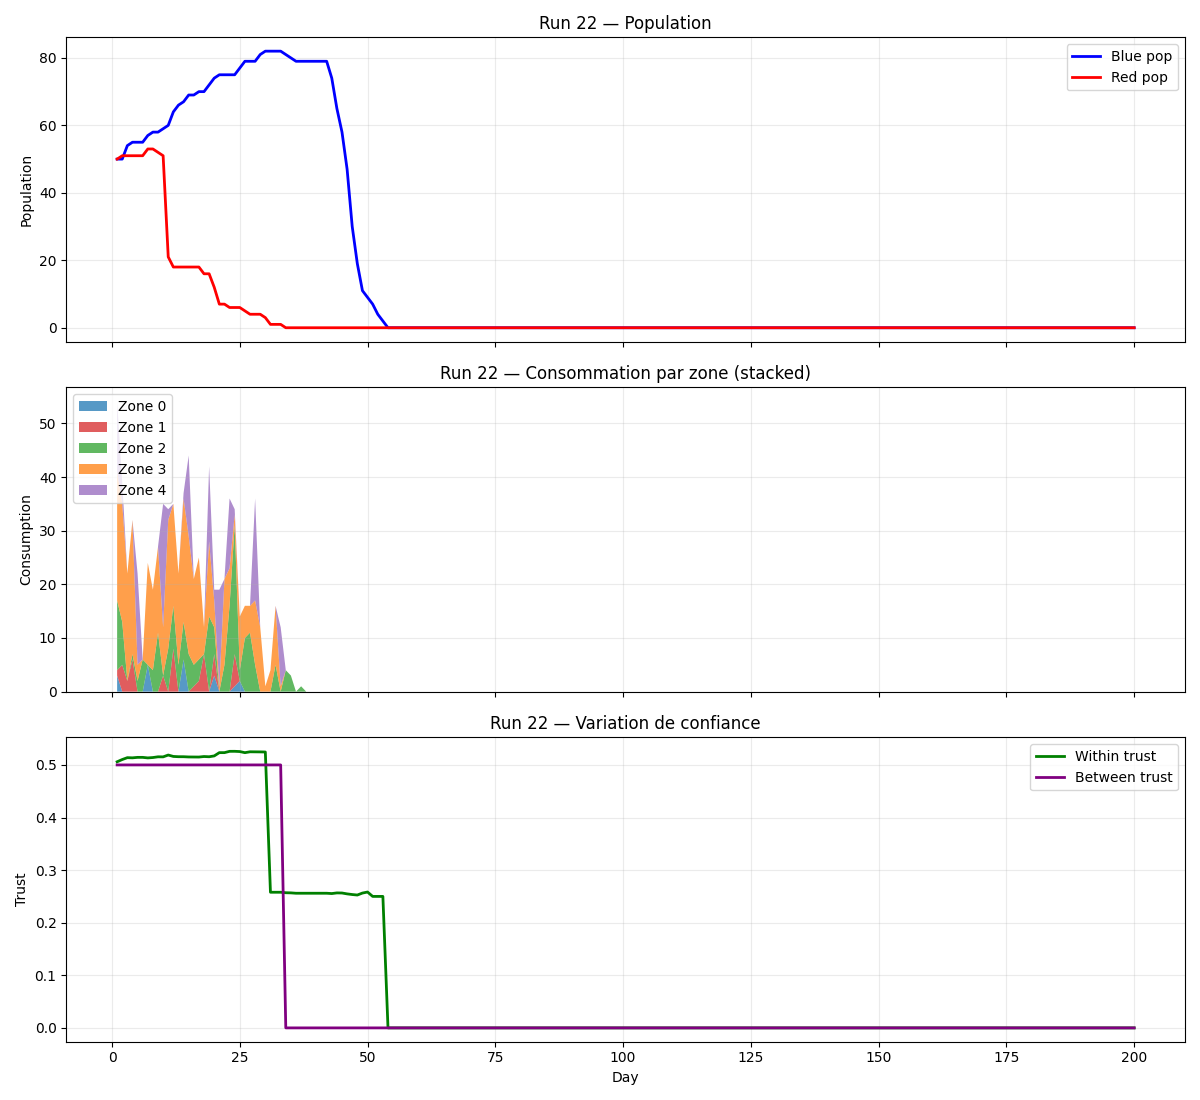 Run 22 — Population
80
60
40
20
0
Population
Blue pop
Red pop
Run 22 — Consommation par zone (stacked)
50
40
30
20
10
0
Consumption
Zone 0
Zone 1
Zone 2
Zone 3
Zone 4
Run 22 — Variation de confiance
0.5
0.4
0.3
0.2
0.1
0.0
Trust
Within trust
Between trust
0 25 50 75 100 125 150 175 200
Day